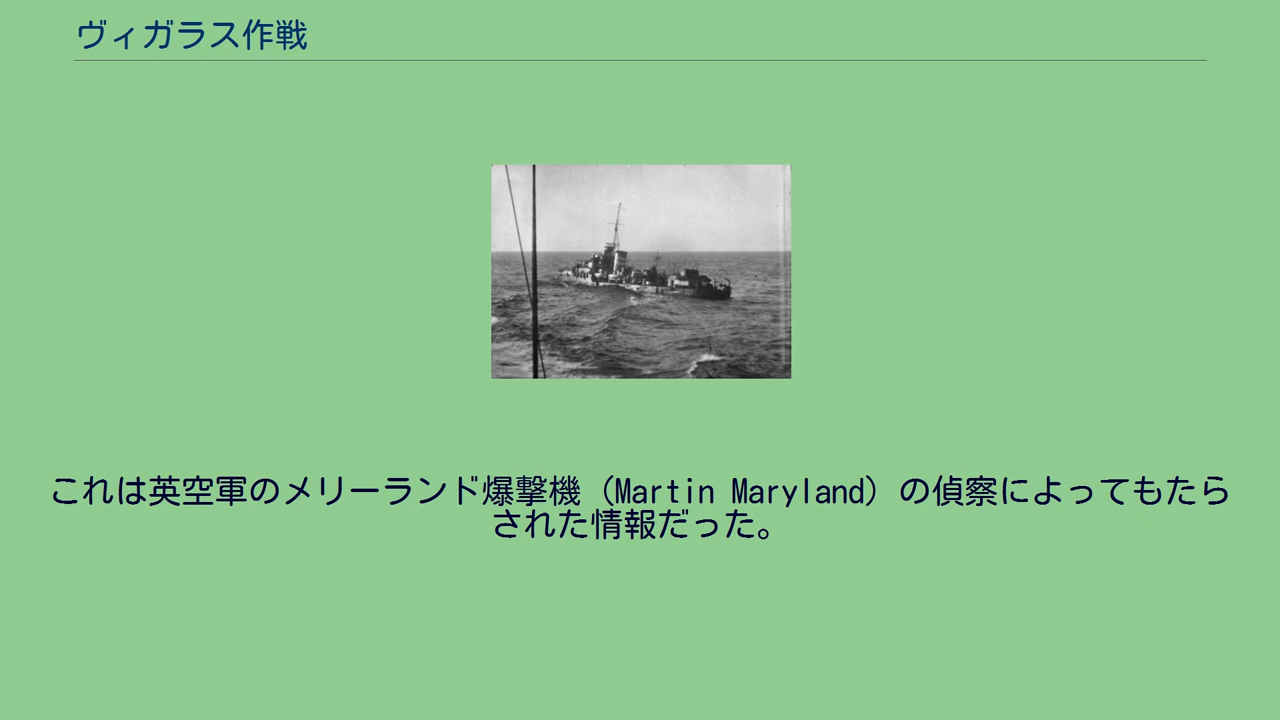 ヴィガラス作戦
これは英空軍のメリーランド爆撃機（Martin Maryland）の偵察によってもたら
された情報だった。